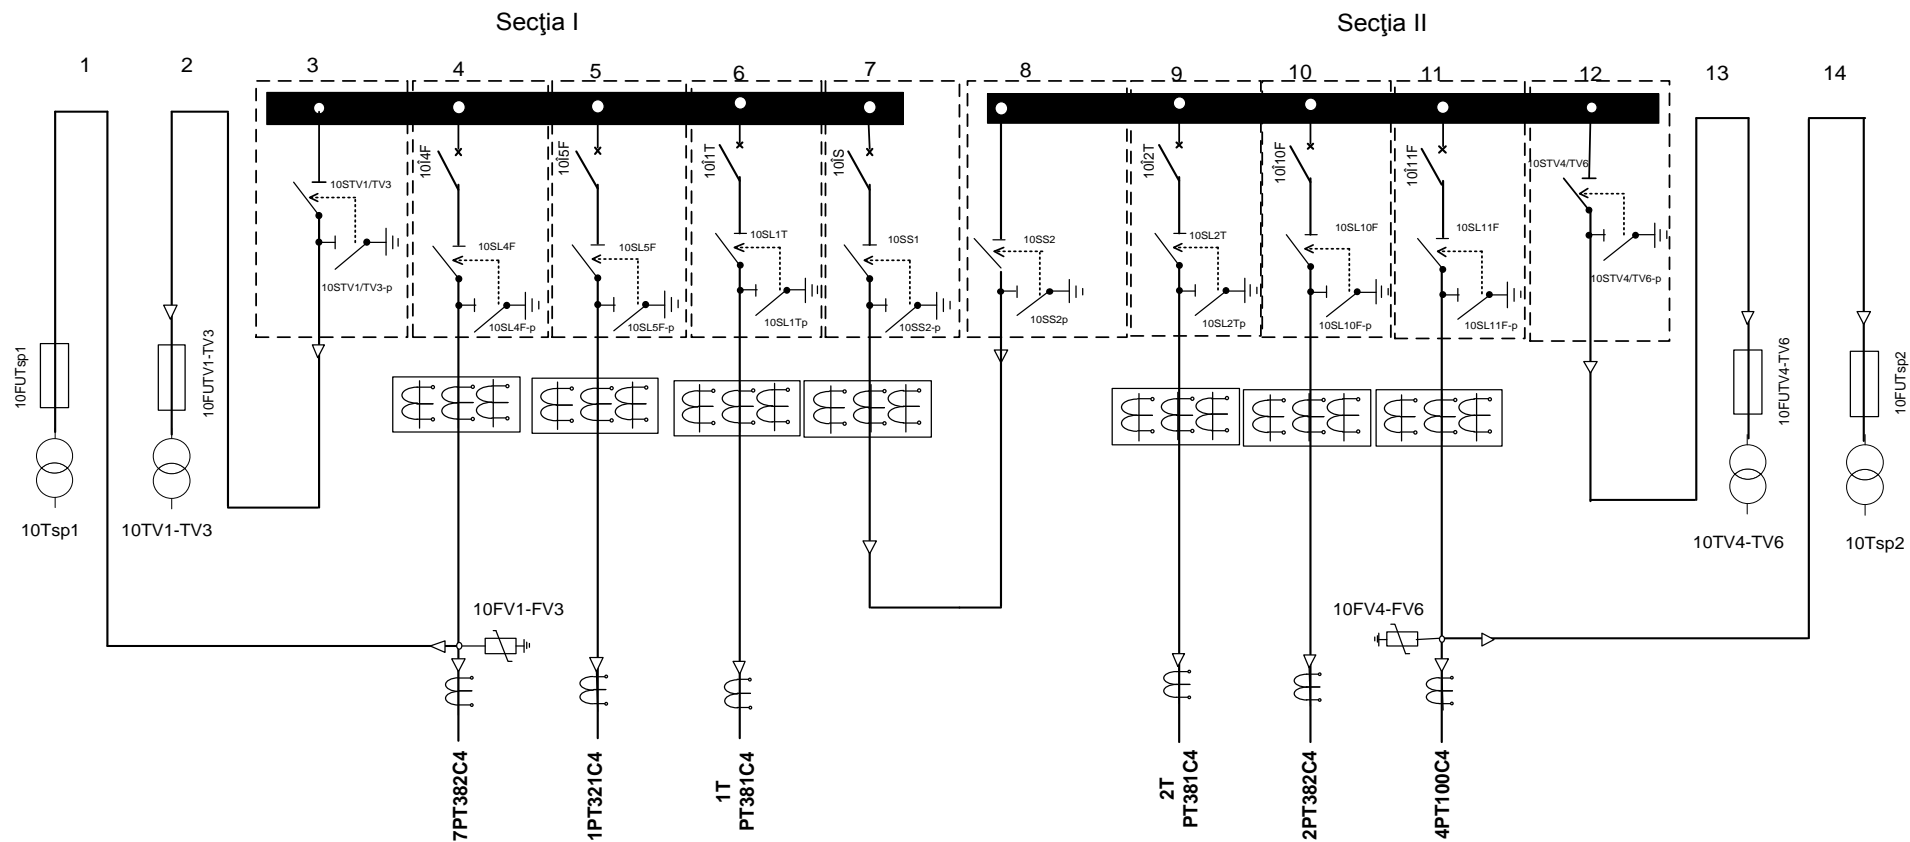 Secţia I
Secţia II
1
2
3
4
5
6
7
8
9
10
11
12
13
14
10Î4F
10Î5F
10Î1T
10ÎS
10Î2T
10Î10F
10Î11F
10STV1/TV3
10STV4/TV6
10SL4F
10SL5F
10SL1T
10SS1
10SS2
10SL2T
10SL10F
10SL11F
10STV1/TV3-p
10STV4/TV6-p
10SL4F-p
10SL5F-p
10SL1Tp
10SS2-p
10SS2p
10SL2Tp
10SL10F-p
10SL11F-p
10FUTsp1
10FUTV1-TV3
10FUTV4-TV6
10FUTsp2
10Tsp1
10TV1-TV3
10TV4-TV6
10Tsp2
10FV1-FV3
10FV4-FV6
7PT382C4
1PT321C4
1T
PT381C4
2T
PT381C4
2PT382C4
4PT100C4